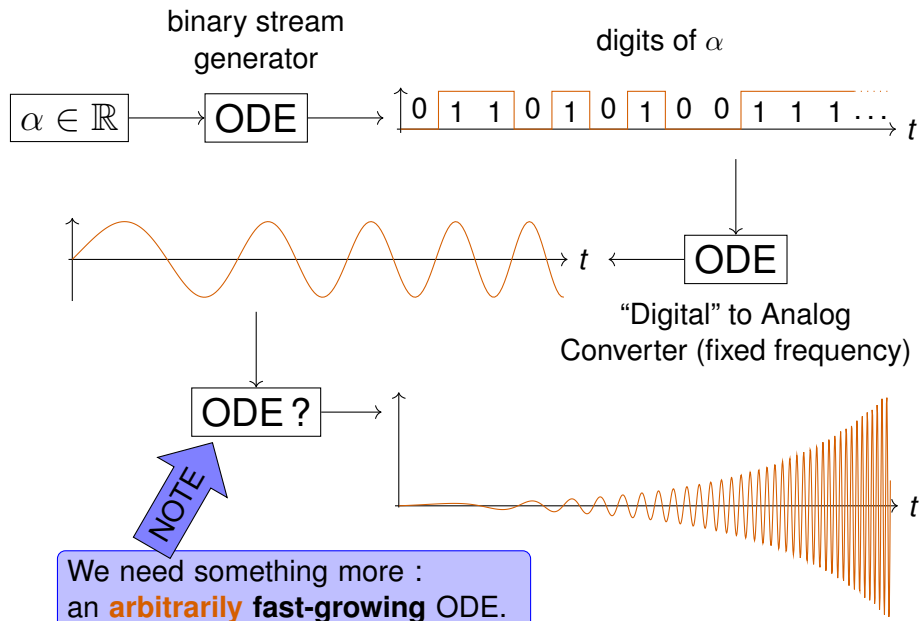 binary stream
generator
digits of α
α ∈ ℝ
ODE
0 1 1 0 1 0 1 0 0 1 1 1 ...
t
t
ODE
"Digital" to Analog
Converter (fixed frequency)
ODE ?
t
NOTE
We need something more :
an arbitrarily fast-growing ODE.